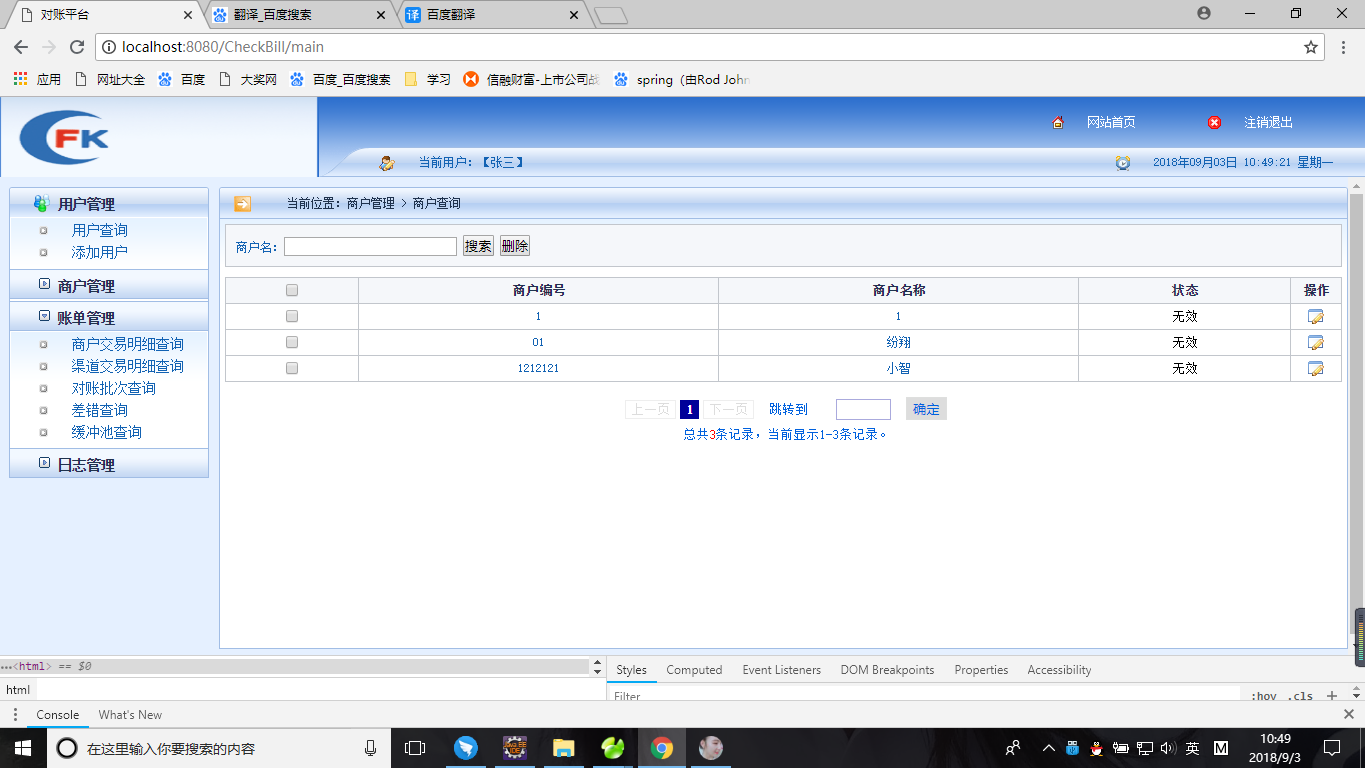 对账平台 翻译_百度搜索 译 百度翻译
localhost:8080/CheckBill/main
应用 网址大全 百度 大奖网 百度_百度搜索 学习 信融财富-上市公司战 spring（由Rod John
FK
网站首页 注销退出
当前用户：【张三】 2018年09月03日 10:49:21 星期一
用户管理
用户查询
添加用户
商户管理
账单管理
商户交易明细查询
渠道交易明细查询
对账批次查询
差错查询
缓冲池查询
日志管理
当前位置：商户管理 > 商户查询
商户名： 搜索 删除
商户编号 商户名称 状态 操作
1 1 无效
01 纷翔 无效
1212121 小智 无效
上一页 1 下一页 跳转到 确定
总共3条记录，当前显示1-3条记录。
…<html> == $0
html
Styles Computed Event Listeners DOM Breakpoints Properties Accessibility
Filter :hov .cls +
Console What's New
在这里输入你要搜索的内容
英 M 10:49
2018/9/3